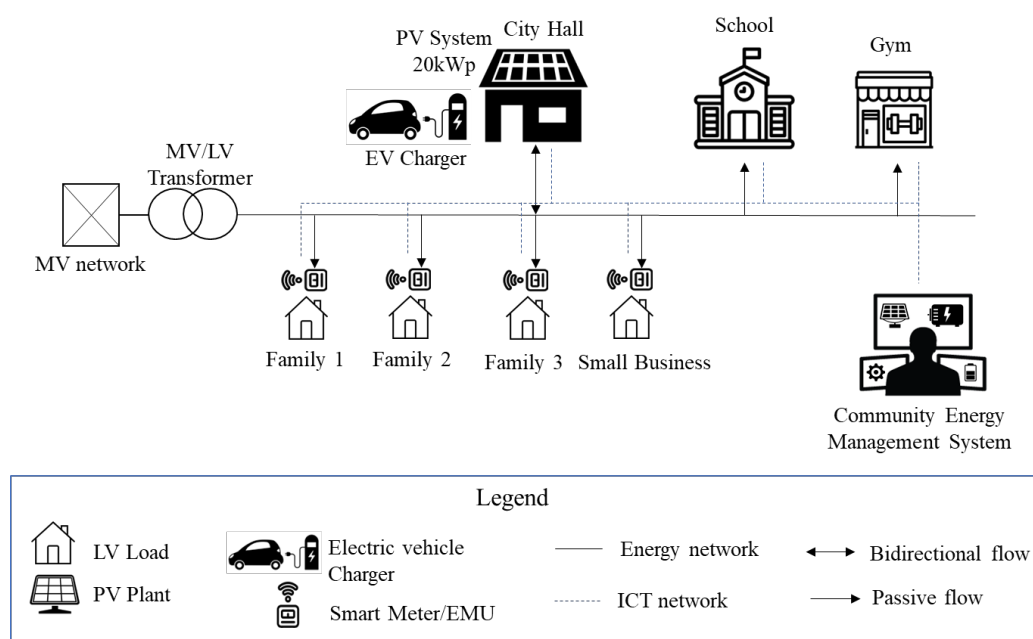 City Hall
PV System
20kWp
School
Gym
EV Charger
MV/LV
Transformer
MV network
Family 1
Family 2
Family 3
Small Business
Community Energy
Management System
Legend
LV Load
PV Plant
Electric vehicle
Charger
Smart Meter/EMU
Energy network
ICT network
Bidirectional flow
Passive flow